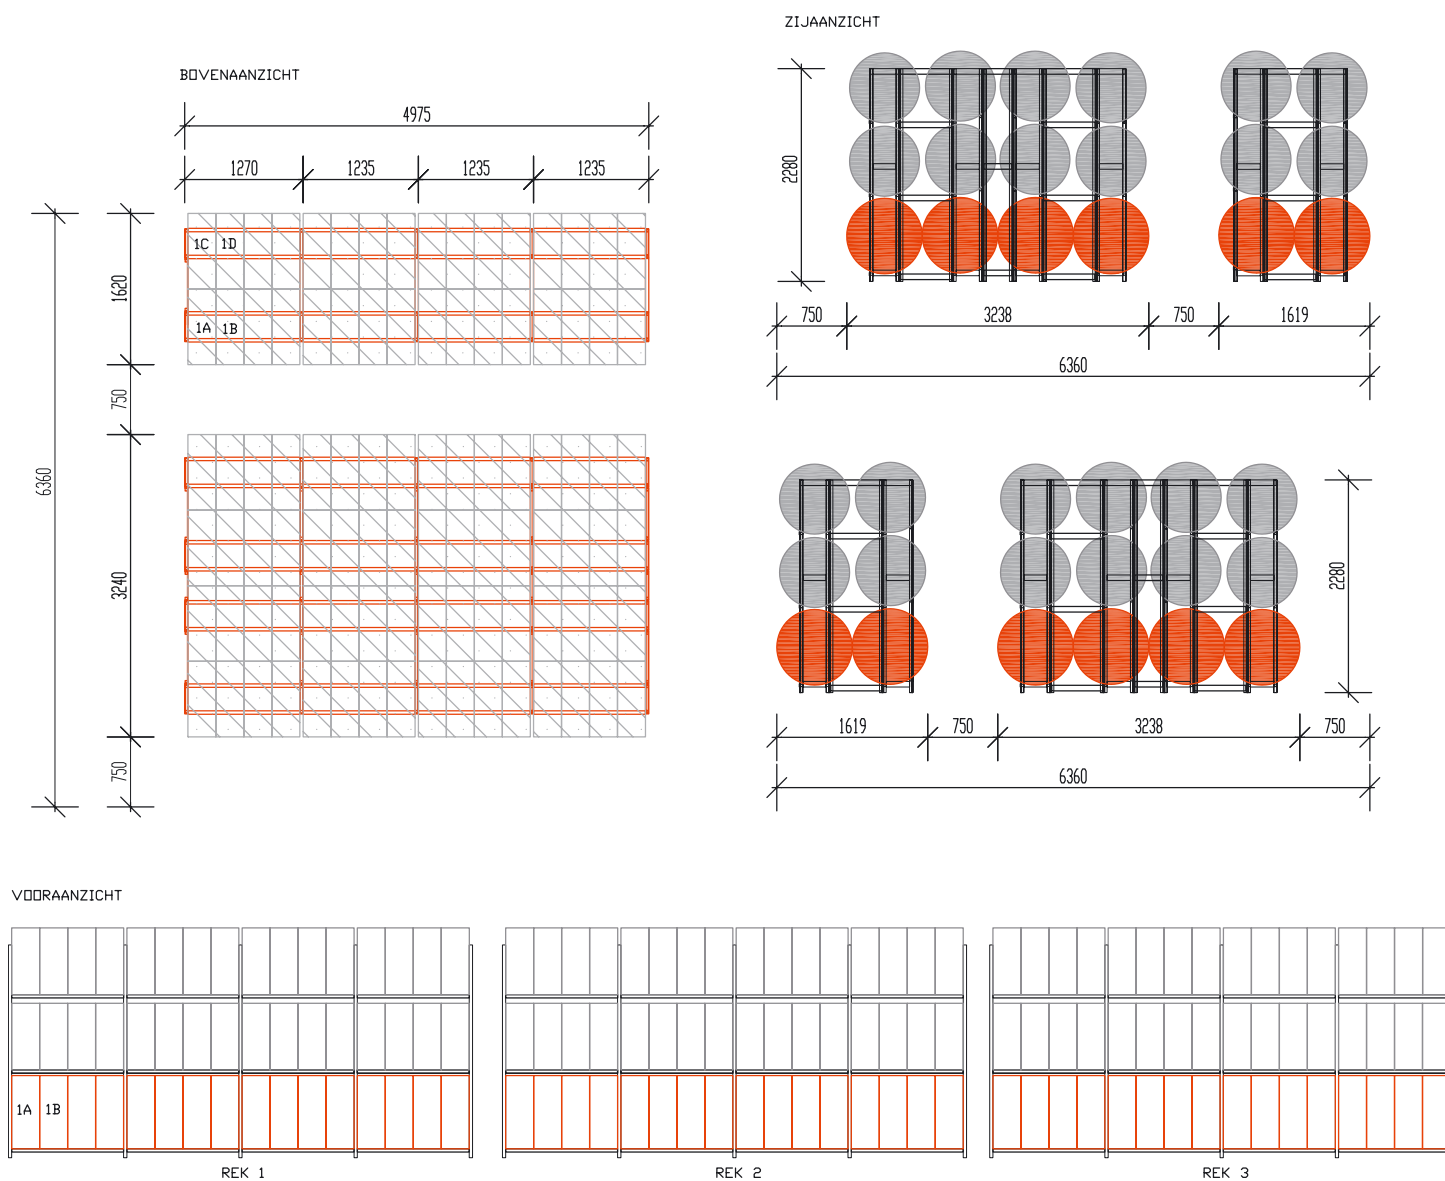 ZIJAANZICHT
BOVENAANZICHT
4975
1270 1235 1235 1235
6360
1620
750
3240
750
1C 1D
1A 1B
2280
750 3238 750 1619
6360
2280
1619 750 3238 750
6360
VOORAANZICHT
1A 1B
REK 1 REK 2 REK 3